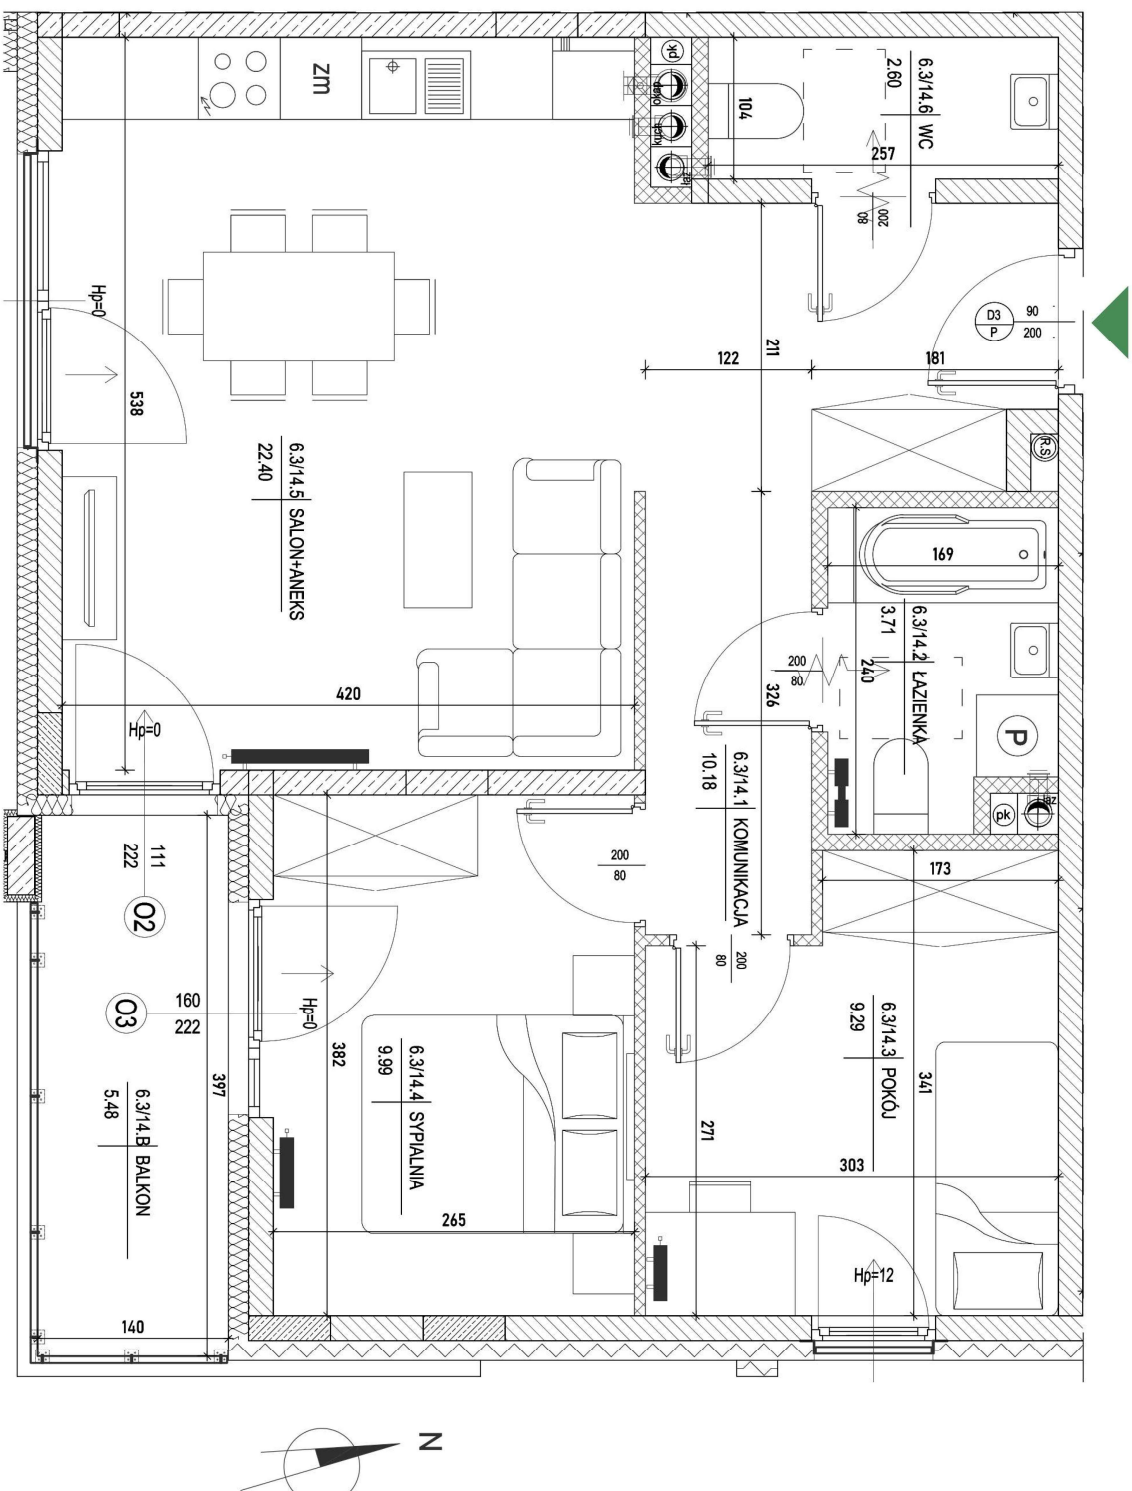 zm
pk
okap
kuch
łaz
104
6.3/14.6 WC
2.60
257
200
80
D3
P
90
200
122
211
181
R.S
Hp=0
538
6.3/14.5 SALON+ANEKS
22.40
169
6.3/14.2 ŁAZIENKA
3.71
240
200
80
326
P
pk
łaz
420
Hp=0
6.3/14.1 KOMUNIKACJA
10.18
200
80
173
111
222
O2
O3
160
222
Hp=0
382
6.3/14.4 SYPIALNIA
9.99
200
80
6.3/14.3 POKÓJ
9.29
341
271
303
397
6.3/14.B BALKON
5.48
265
Hp=12
140
N